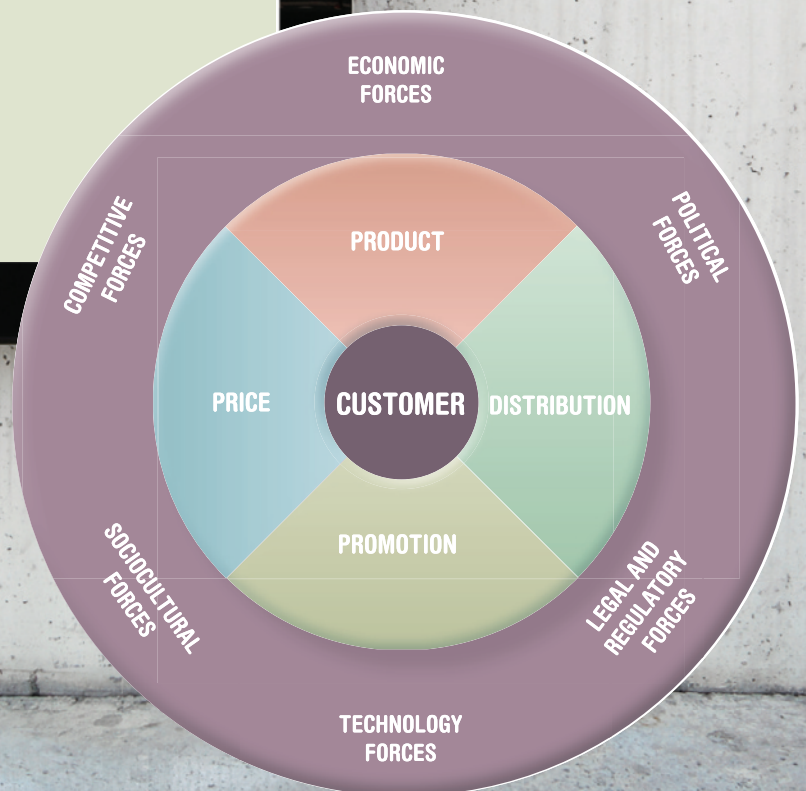 ECONOMIC
FORCES
COMPETITIVE
FORCES
POLITICAL
FORCES
PRODUCT
PRICE
CUSTOMER
DISTRIBUTION
PROMOTION
SOCIOCULTURAL
FORCES
LEGAL AND
REGULATORY
FORCES
TECHNOLOGY
FORCES